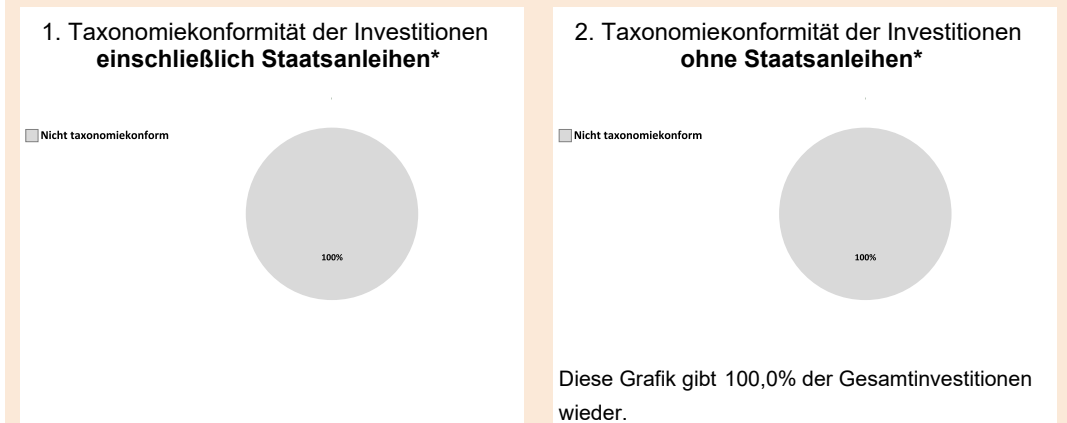 1. Taxonomiekonformität der Investitionen
einschließlich Staatsanleihen*
Nicht taxonomiekonform
100%
2. Taxonomiekonformität der Investitionen
ohne Staatsanleihen*
Nicht taxonomiekonform
100%
Diese Grafik gibt 100,0% der Gesamtinvestitionen
wieder.